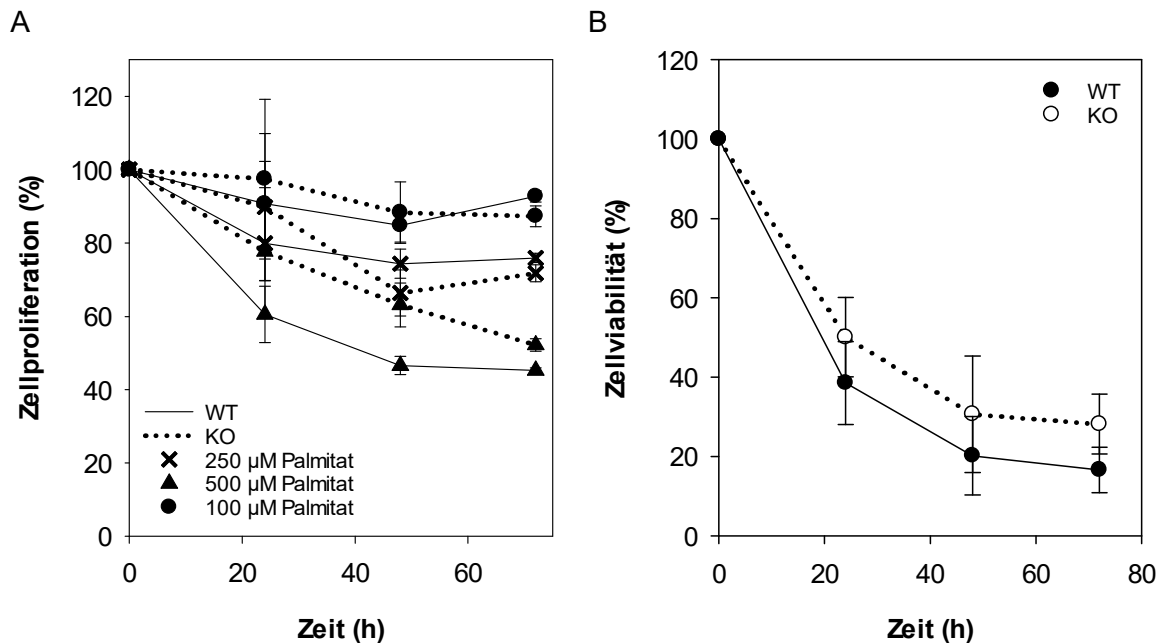 A
Zellproliferation (%)
120
100
80
60
40
20
0
WT
KO
250 µM Palmitat
500 µM Palmitat
100 µM Palmitat
0 20 40 60
Zeit (h)
B
Zellviabilität (%)
120
100
80
60
40
20
0
WT
KO
0 20 40 60 80
Zeit (h)